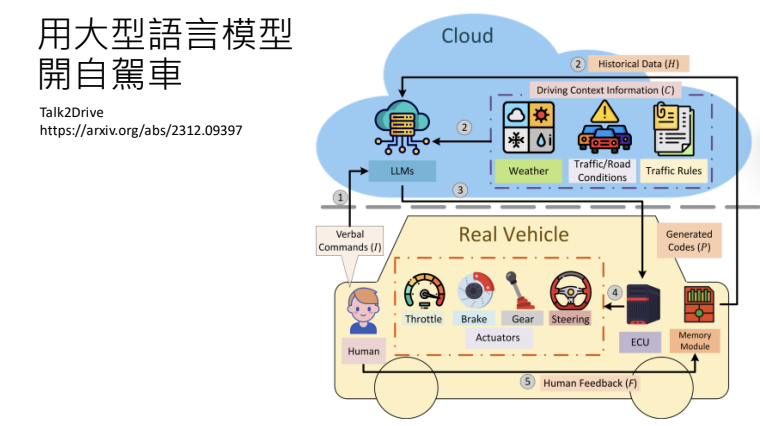 用大型語言模型
開自駕車
Talk2Drive
https://arxiv.org/abs/2312.09397
Cloud
2
Historical Data (H)
Driving Context Information (C)
2
LLMs
Weather
Traffic/Road
Conditions
Traffic Rules
1
3
Verbal
Commands (I)
Real Vehicle
Generated
Codes (P)
4
Throttle
Brake
Gear
Steering
Actuators
ECU
Memory
Module
Human
5
Human Feedback (F)